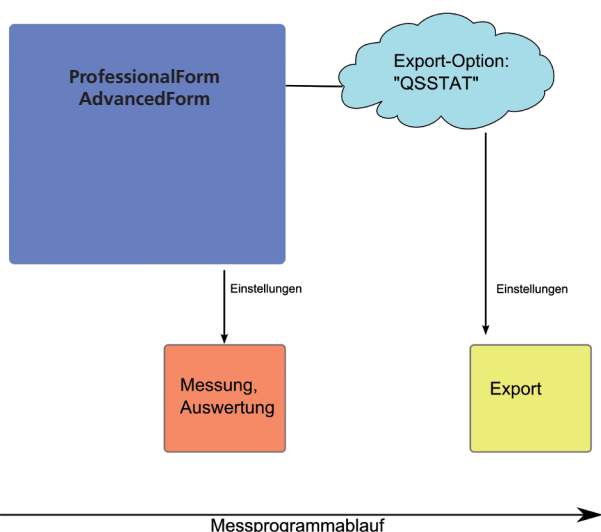 ProfessionalForm
AdvancedForm
Export-Option:
"QSSTAT"
Einstellungen
Einstellungen
Messung,
Auswertung
Export
Messprogrammablauf